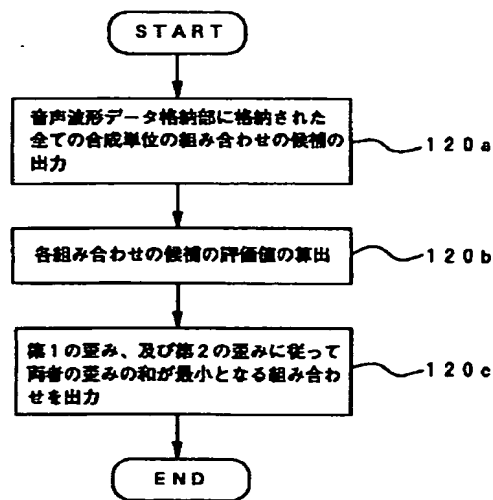 START
音声波形データ格納部に格納された
全ての合成単位の組み合わせの候補の
出力
120a
各組み合わせの候補の評価値の算出
120b
第1の歪み、及び第2の歪みに従って
両者の歪みの和が最小となる組み合わ
せを出力
120c
END